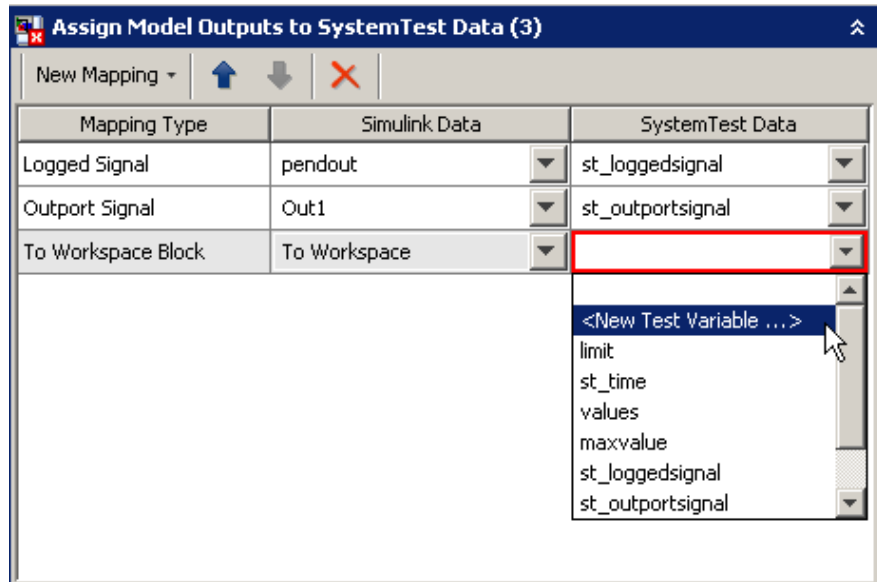 Assign Model Outputs to SystemTest Data (3)
New Mapping
Mapping Type Simulink Data SystemTest Data
Logged Signal pendout st_loggedsignal
Outport Signal Out1 st_outportsignal
To Workspace Block To Workspace
<New Test Variable ...>
limit
st_time
values
maxvalue
st_loggedsignal
st_outportsignal